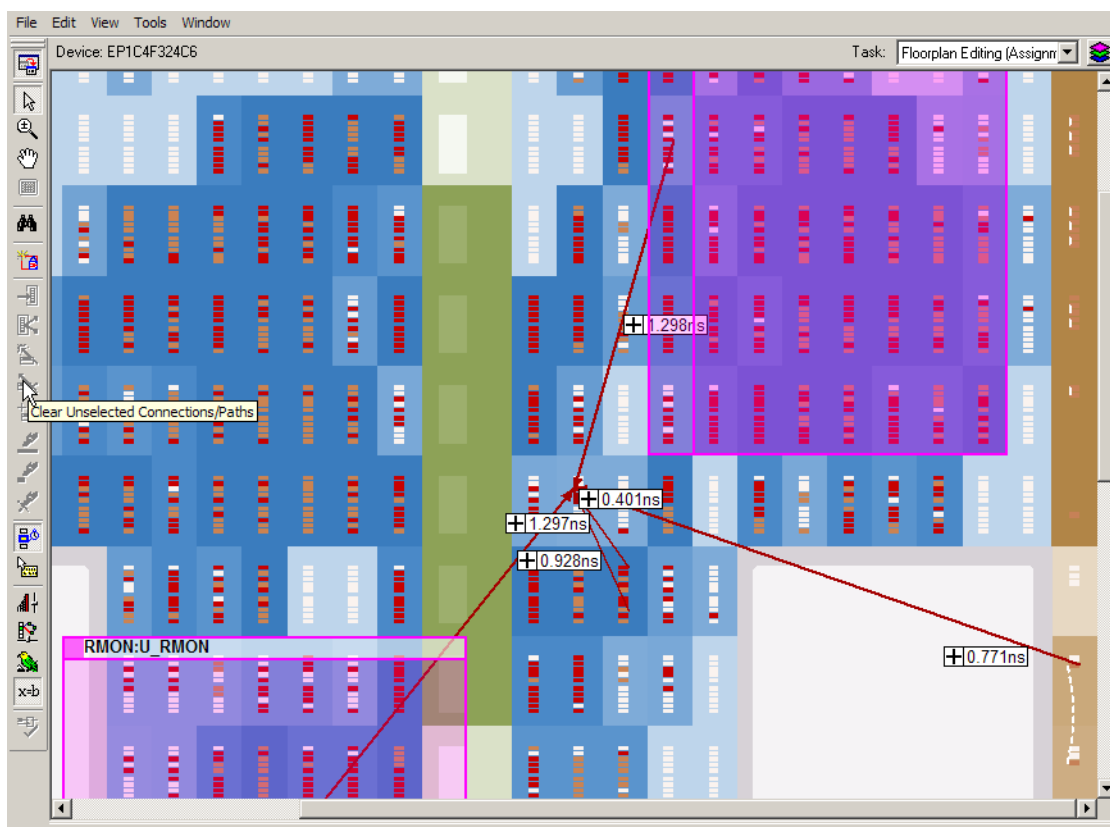 File Edit View Tools Window
Device: EP1C4F324C6
Task: Floorplan Editing (Assignm
1.298ns
Clear Unselected Connections/Paths
0.401ns
1.297ns
0.928ns
RMON:U_RMON
0.771ns
x=b